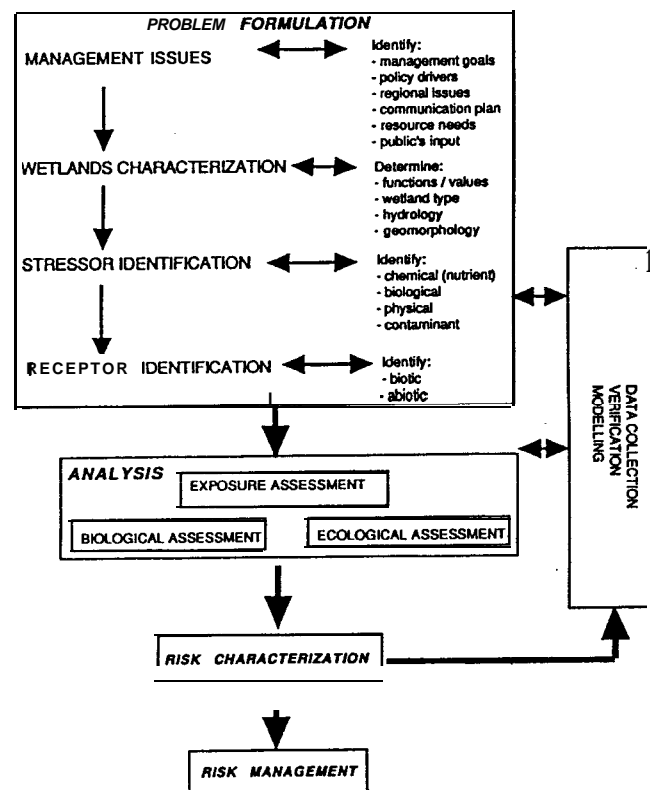 PROBLEM FORMULATION
MANAGEMENT ISSUES
Identify:
- management goals
- policy drivers
- regional issues
- communication plan
- resource needs
- public's input
WETLANDS CHARACTERIZATION
Determine:
- functions / values
- wetland type
- hydrology
- geomorphology
STRESSOR IDENTIFICATION
Identify:
- chemical (nutrient)
- biological
- physical
- contaminant
RECEPTOR IDENTIFICATION
Identify:
- biotic
- abiotic
DATA COLLECTION
VERIFICATION
MODELLING
ANALYSIS
EXPOSURE ASSESSMENT
BIOLOGICAL ASSESSMENT
ECOLOGICAL ASSESSMENT
RISK CHARACTERIZATION
RISK MANAGEMENT